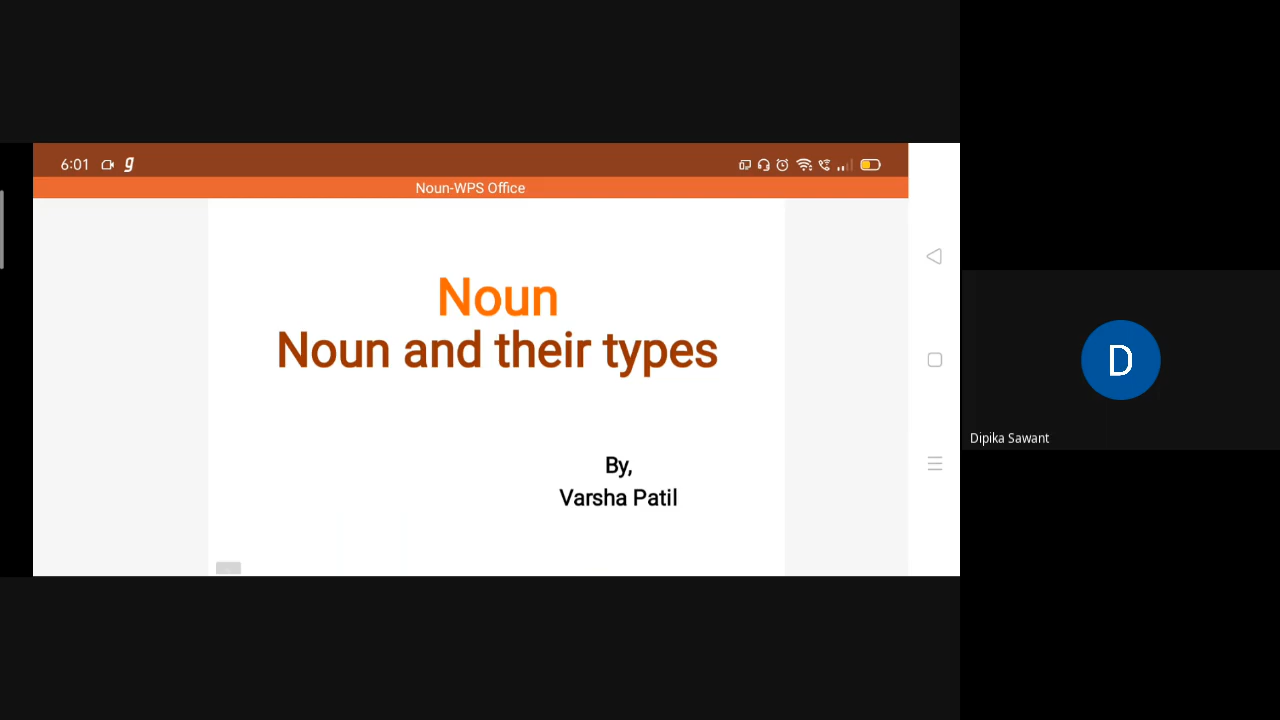 6:01 g
Noun-WPS Office
Noun
Noun and their types
By,
Varsha Patil
D
Dipika Sawant